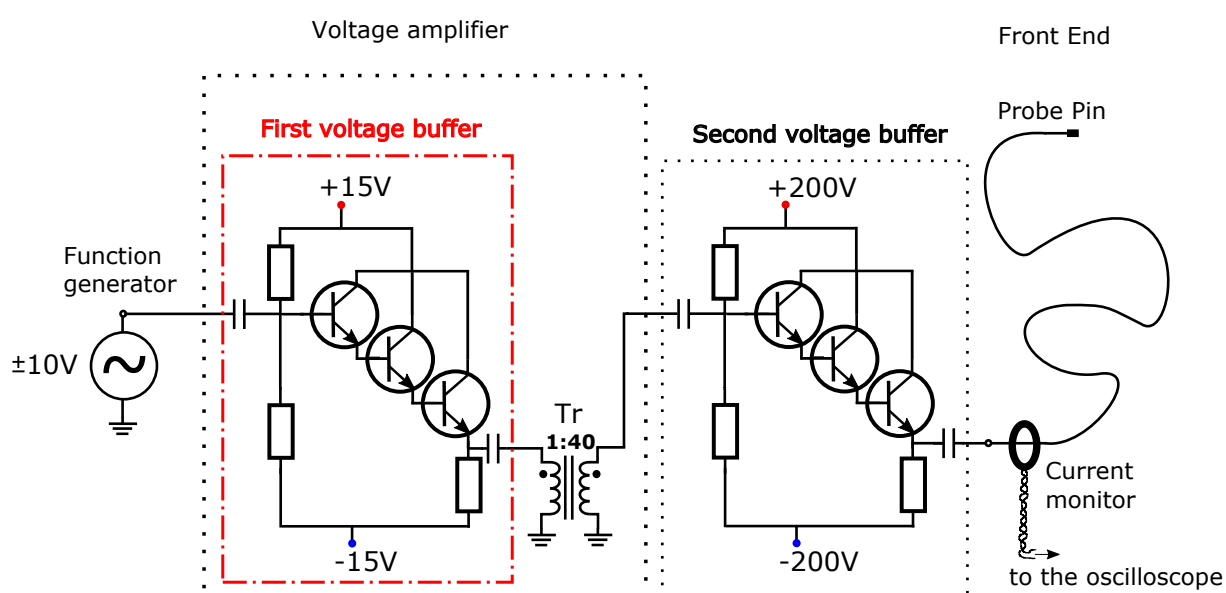 Voltage amplifier
Front End
First voltage buffer
Second voltage buffer
Probe Pin
+15V
+200V
Function
generator
±10V
Tr
1:40
Current
monitor
-15V
-200V
to the oscilloscope